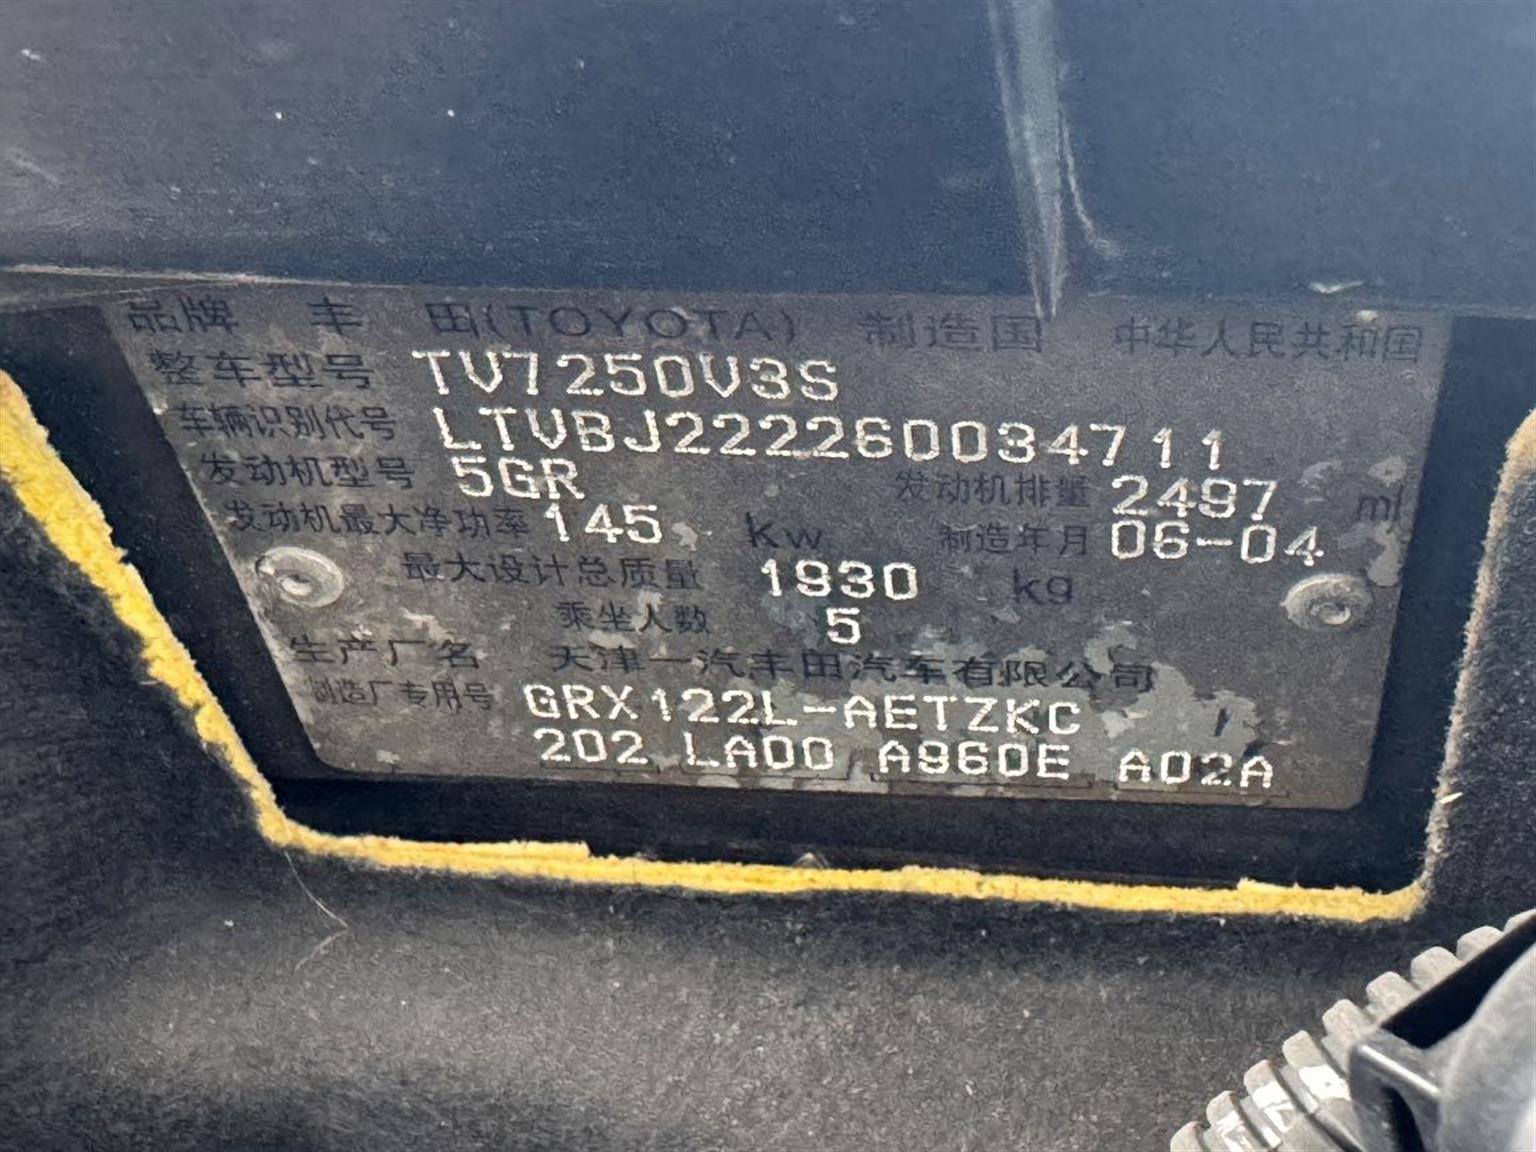 品牌 丰 田(TOYOTA) 制造国 中华人民共和国
整车型号 TV7250V3S
车辆识别代号 LTVBJ222260034711
发动机型号 5GR 发动机排量 2497 ml
发动机最大净功率 145 kw 制造年月 06-04
最大设计总质量 1930 kg
乘坐人数 5
生产厂名 天津一汽丰田汽车有限公司
制造厂专用号 GRX122L-AETZKC
202 LA00 A960E A02A